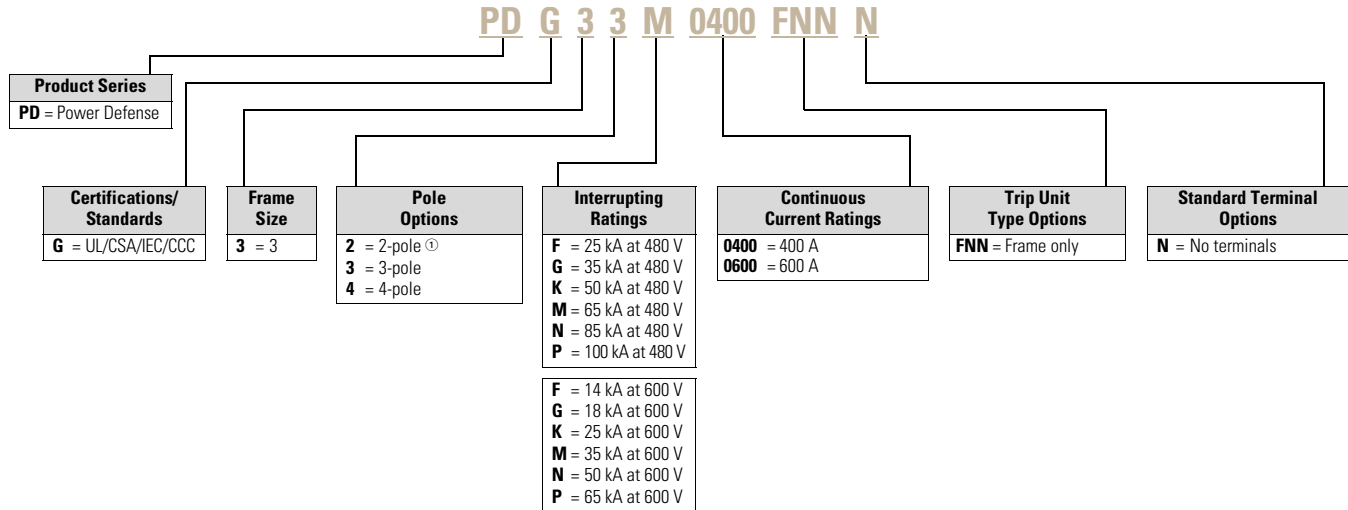 PD G 3 3 M 0400 FNN N
Product Series
PD = Power Defense
Certifications/
Standards
G = UL/CSA/IEC/CCC
Frame
Size
3 = 3
Pole
Options
2 = 2-pole ①
3 = 3-pole
4 = 4-pole
Interrupting
Ratings
F = 25 kA at 480 V
G = 35 kA at 480 V
K = 50 kA at 480 V
M = 65 kA at 480 V
N = 85 kA at 480 V
P = 100 kA at 480 V
F = 14 kA at 600 V
G = 18 kA at 600 V
K = 25 kA at 600 V
M = 35 kA at 600 V
N = 50 kA at 600 V
P = 65 kA at 600 V
Continuous
Current Ratings
0400 = 400 A
0600 = 600 A
Trip Unit
Type Options
FNN = Frame only
Standard Terminal
Options
N = No terminals